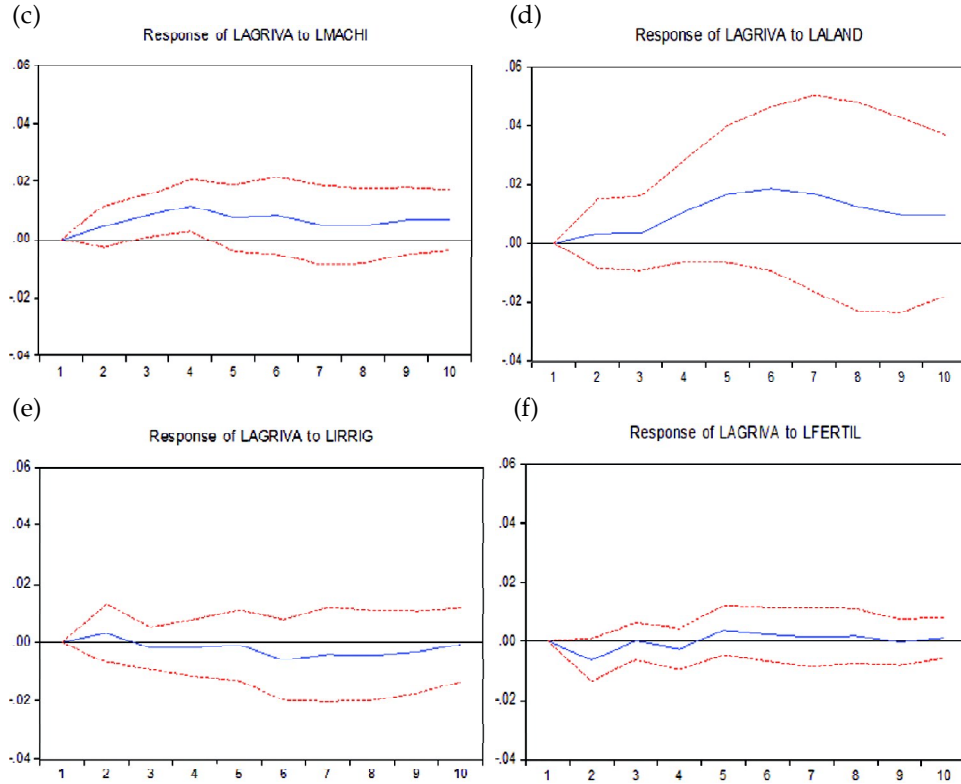 (c)
Response of LAGRIVA to LMACHI
.06
.04
.02
.00
-.02
-.04
1 2 3 4 5 6 7 8 9 10
(d)
Response of LAGRIVA to LALAND
.06
.04
.02
.00
-.02
-.04
1 2 3 4 5 6 7 8 9 10
(e)
Response of LAGRIVA to LIRRIG
.06
.04
.02
.00
-.02
-.04
1 2 3 4 5 6 7 8 9 10
(f)
Response of LAGRIVA to LFERTIL
.06
.04
.02
.00
-.02
-.04
1 2 3 4 5 6 7 8 9 10